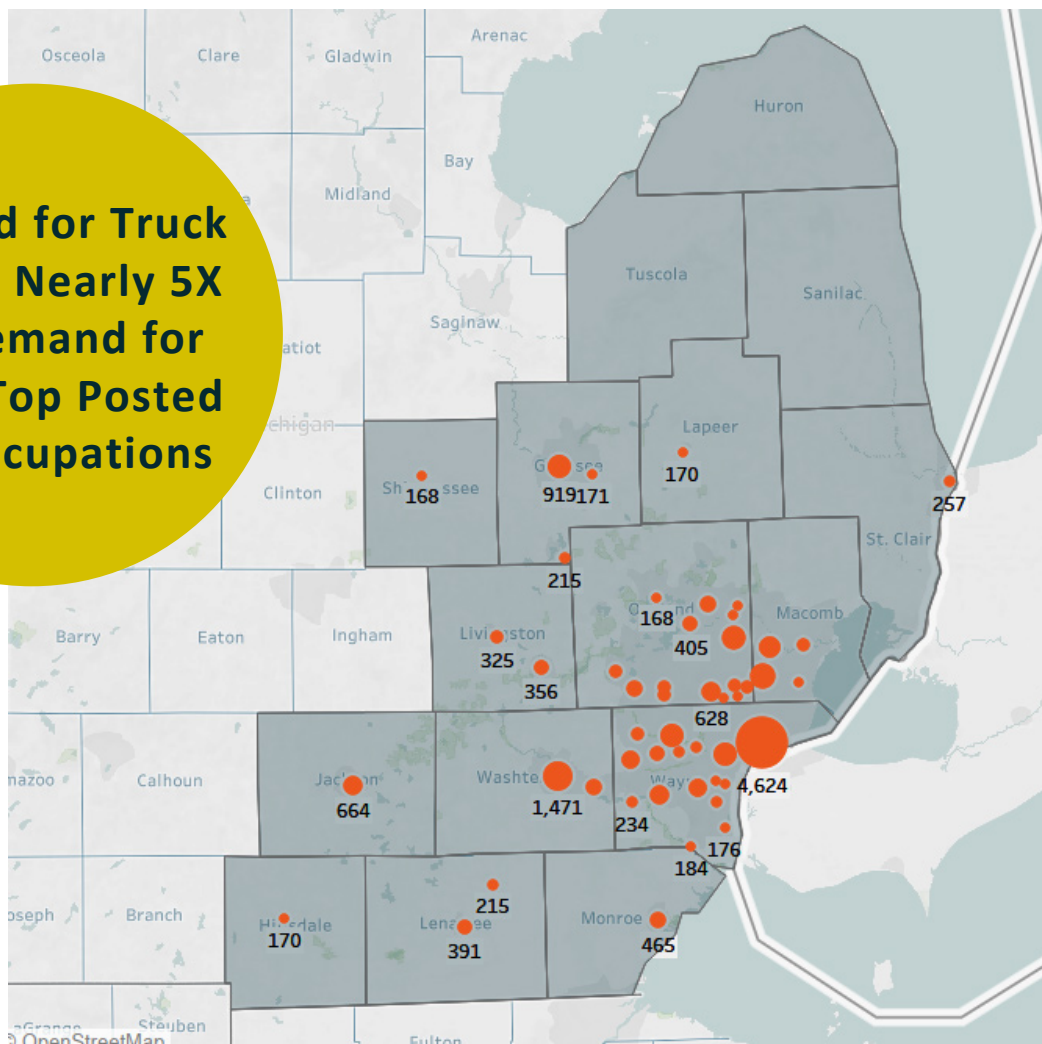 d for Truck
Nearly 5X
emand for
Top Posted
cupations
Osceola
Clare
Gladwin
Arenac
Huron
Bay
Midland
Tuscola
Sanilac
Saginaw
atiot
higan
Lapeer
Clinton
168
919
171
170
257
St. Clair
215
Barry
Eaton
Ingham
168
Macomb
405
325
356
628
Calhoun
1,471
4,624
664
234
176
184
215
oseph
Branch
Monroe
170
391
465
Steuben
© OpenStreetMap
Fulton